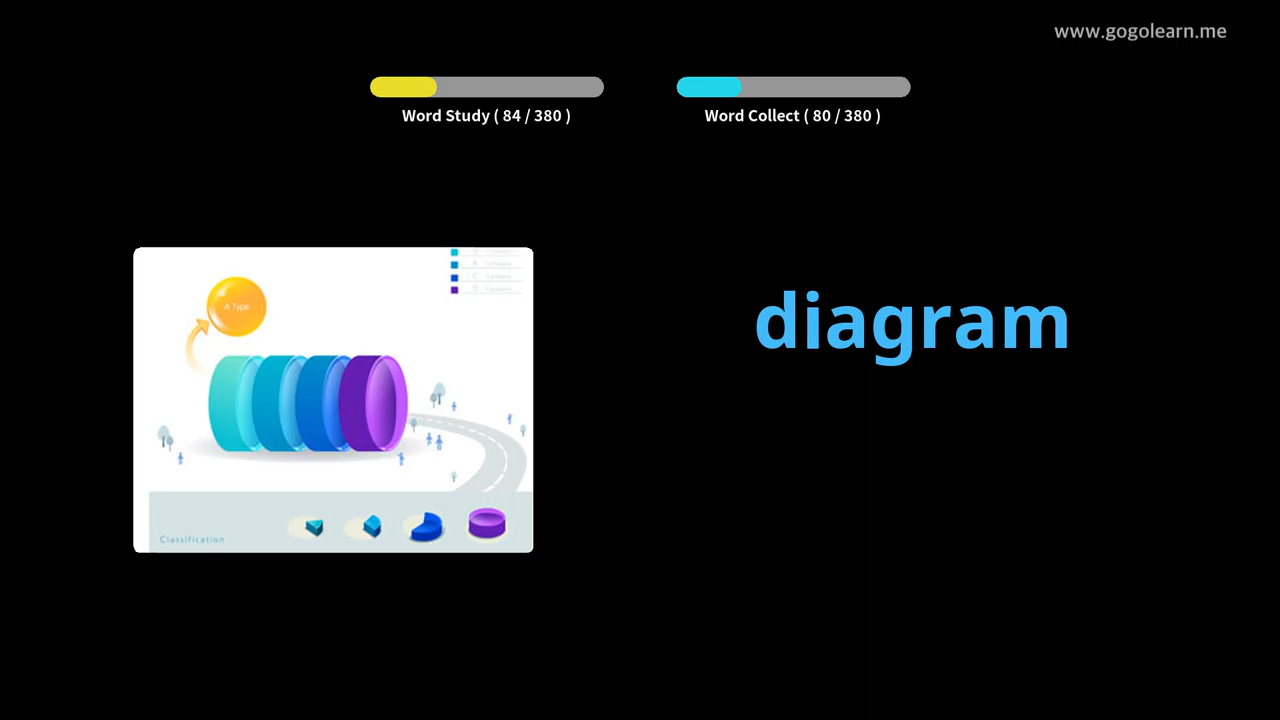 www.gogolearn.me
Word Study ( 84 / 380 )
Word Collect ( 80 / 380 )
A Type
B
C
D
diagram
Classification